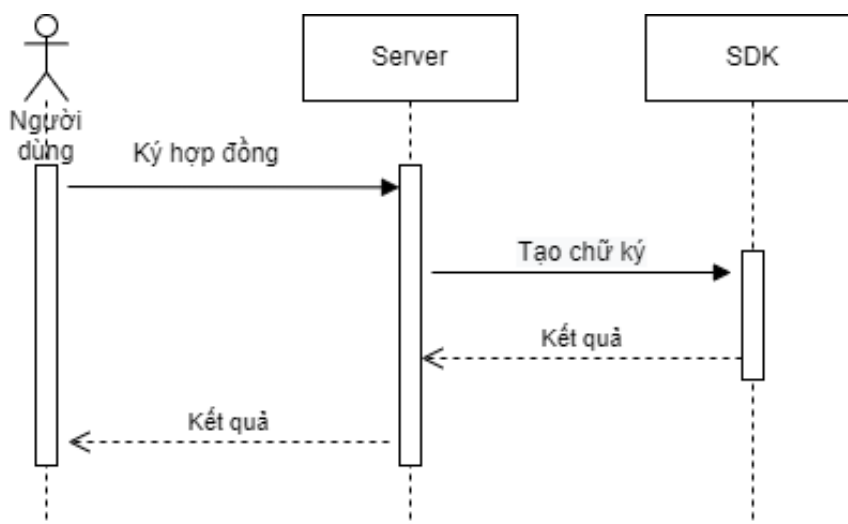 Server
SDK
Người
dùng
Ký hợp đồng
Tạo chữ ký
Kết quả
Kết quả